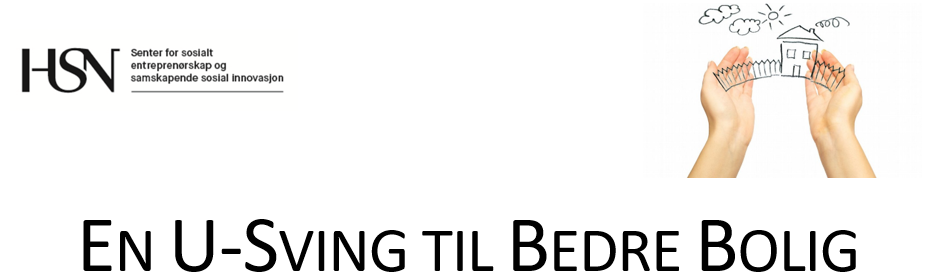 HSN
Senter for sosialt
entreprenørskap og
samskapende sosial innovasjon
EN U-SVING TIL BEDRE BOLIG